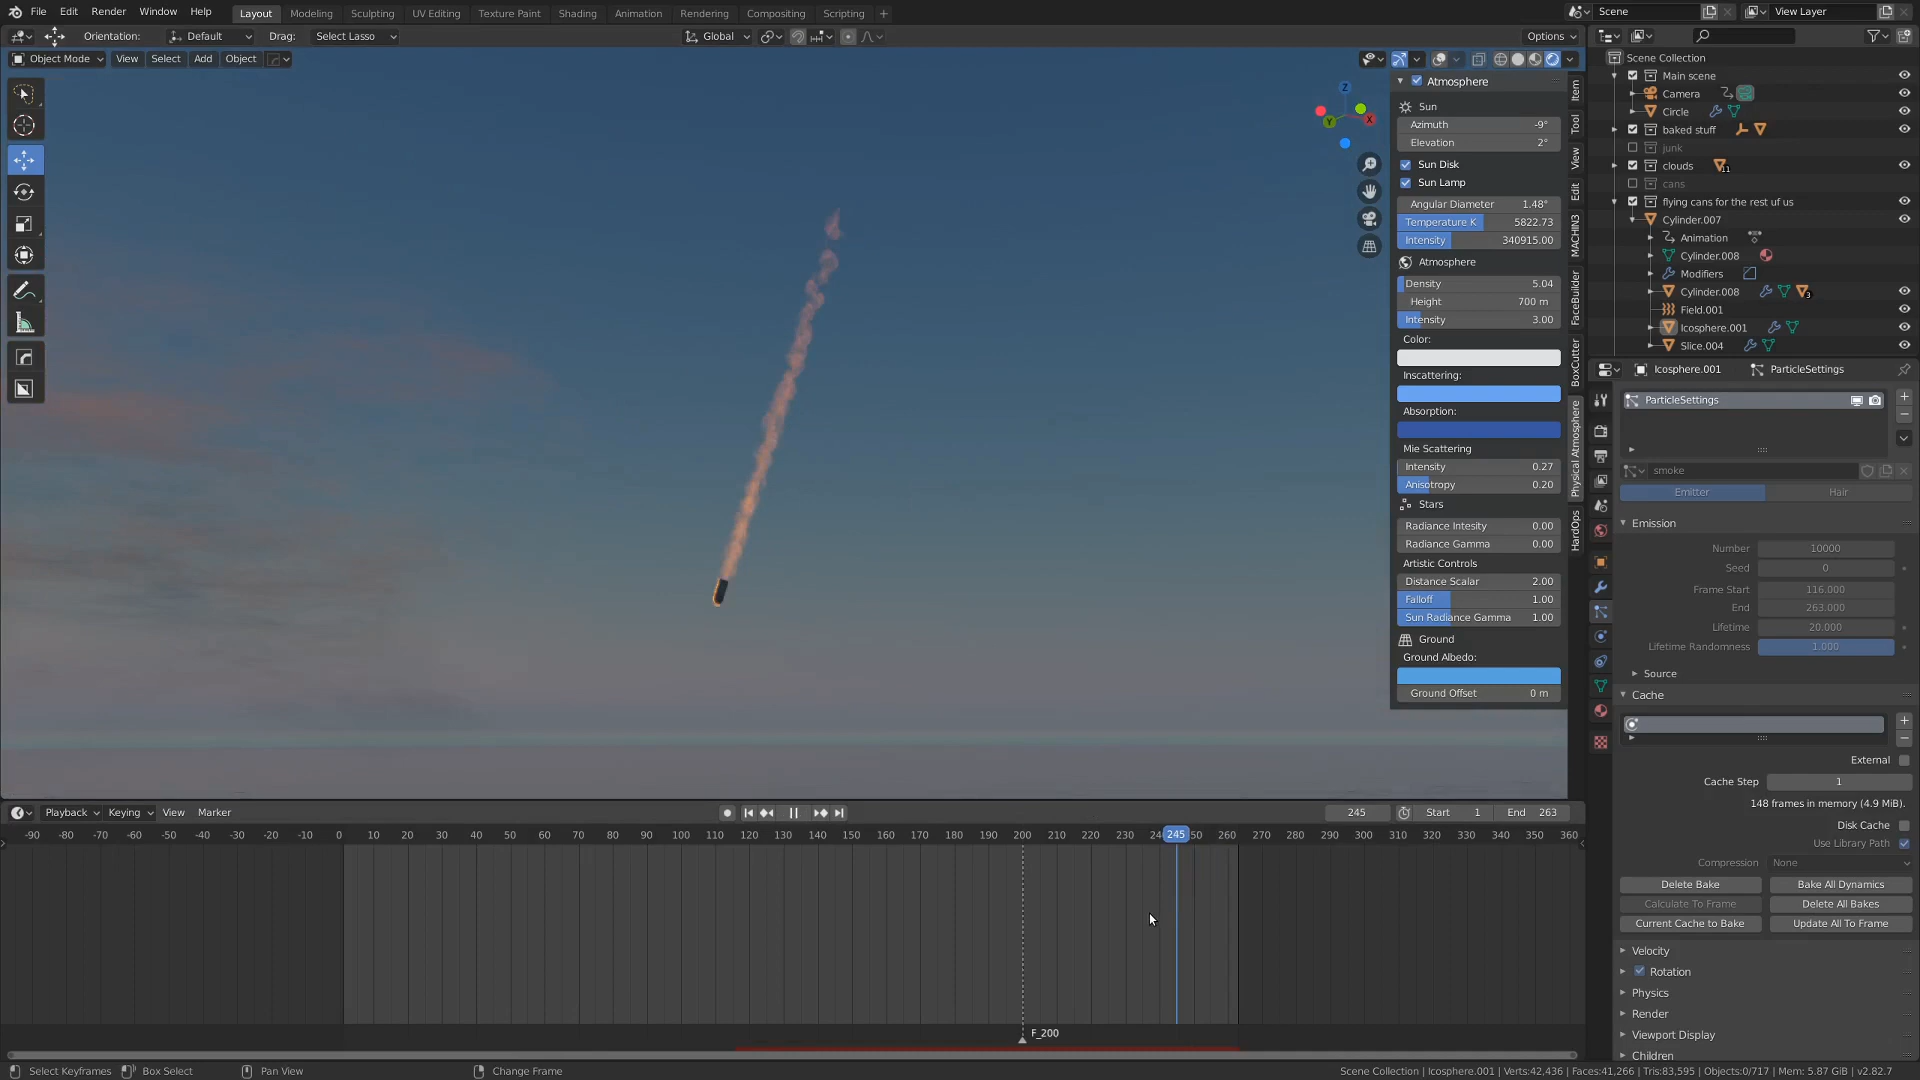 File Edit Render Window Help Layout Modeling Sculpting UV Editing Texture Paint Shading Animation Rendering Compositing Scripting + Scene View Layer
Orientation: Default Drag: Select Lasso Global Options
Object Mode View Select Add Object
Atmosphere
Sun
Azimuth -9°
Elevation 2°
Sun Disk
Sun Lamp
Angular Diameter 1.48°
Temperature K 5822.73
Intensity 340915.00
Atmosphere
Density 5.04
Height 700 m
Intensity 3.00
Color:
Inscattering:
Absorption:
Mie Scattering
Intensity 0.27
Anisotropy 0.20
Stars
Radiance Intesity 0.00
Radiance Gamma 0.00
Artistic Controls
Distance Scalar 2.00
Falloff 1.00
Sun Radiance Gamma 1.00
Ground
Ground Albedo:
Ground Offset 0 m
Z
X
Y
Item
Tool
View
Edit
MACHIN3
FaceBuilder
BoxCutter
Physical Atmosphere
HardOps
Scene Collection
Main scene
Camera
Circle
baked stuff
junk
clouds 11
cans
flying cans for the rest uf us
Cylinder.007
Animation
Cylinder.008
Modifiers
Cylinder.008 3
Field.001
Icosphere.001
Slice.004
Icosphere.001 ParticleSettings
ParticleSettings
smoke
Emitter Hair
Emission
Number 10000
Seed 0
Frame Start 116.000
End 263.000
Lifetime 20.000
Lifetime Randomness 1.000
Source
Cache
External
Cache Step 1
148 frames in memory (4.9 MiB).
Disk Cache
Use Library Path
Compression None
Delete Bake Bake All Dynamics
Calculate To Frame Delete All Bakes
Current Cache to Bake Update All To Frame
Velocity
Rotation
Physics
Render
Viewport Display
Children
Playback Keying View Marker 245 Start 1 End 263
-90 -80 -70 -60 -50 -40 -30 -20 -10 0 10 20 30 40 50 60 70 80 90 100 110 120 130 140 150 160 170 180 190 200 210 220 230 24 245 50 260 270 280 290 300 310 320 330 340 350 360
F_200
Select Keyframes Box Select Pan View Change Frame Scene Collection | Icosphere.001 | Verts:42,436 | Faces:41,266 | Tris:83,595 | Objects:0/717 | Mem: 5.87 GiB | v2.82.7